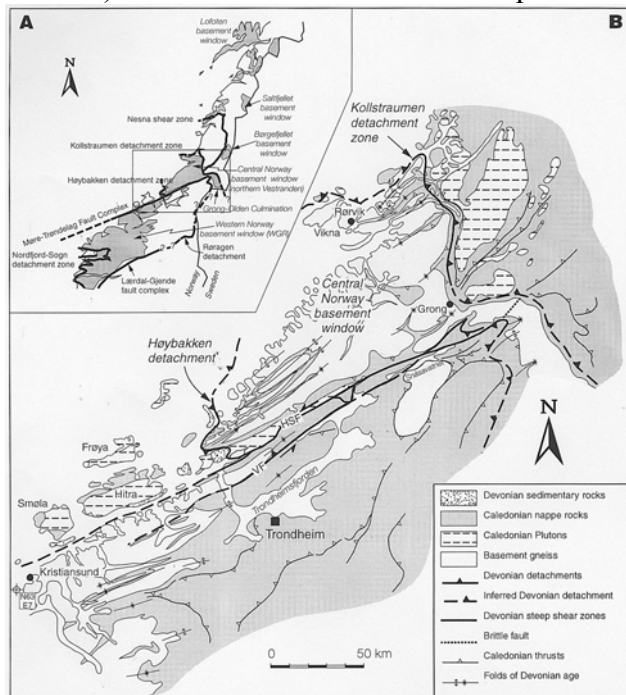 A
N
Lofoten
basement
window
Saltfjellet
basement
window
Nesna shear zone
Børgefjellet
basement
window
Kollstraumen detachment
zone
Central Norway
basement window
(northern Vestranden)
Høybakken detachment zone
Grong-Olden Culmination
Møre-Trøndelag Fault Complex
Western Norway
basement window (WGR)
Røragen
detachment
Nordfjord-Sogn
detachment zone
Lærdal-Gjende
fault complex
Norway
Sweden
?
B
Kollstraumen
detachment
zone
Rørvik
Vikna
Central
Norway
basement
window
Grong
Høybakken
detachment
Snåsavatnet
N
HSF
VF
Frøya
Hitra
Smøla
Trondheimsfjorden
Trondheim
Kristiansund
N63
E7
0 50 km
Devonian sedimentary rocks
Caledonian nappe rocks
Caledonian Plutons
Basement gneiss
Devonian detachments
Inferred Devonian detachment
Devonian steep shear zones
Brittle fault
Caledonian thrusts
Folds of Devonian age